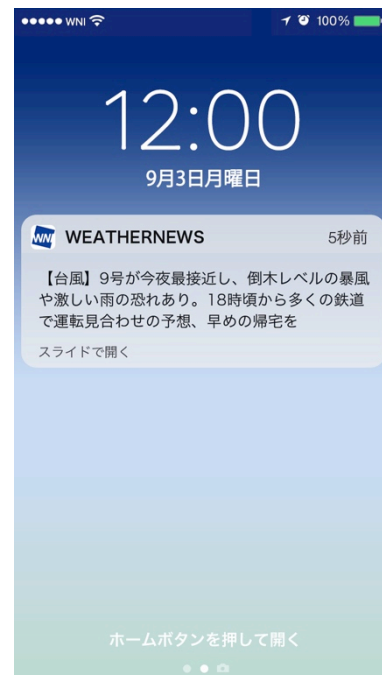 WNI 100%
12:00
9月3日月曜日
WNI WEATHERNEWS 5秒前
【台風】9号が今夜最接近し、倒木レベルの暴風
や激しい雨の恐れあり。18時頃から多くの鉄道
で運転見合わせの予想、早めの帰宅を
スライドで開く
ホームボタンを押して開く